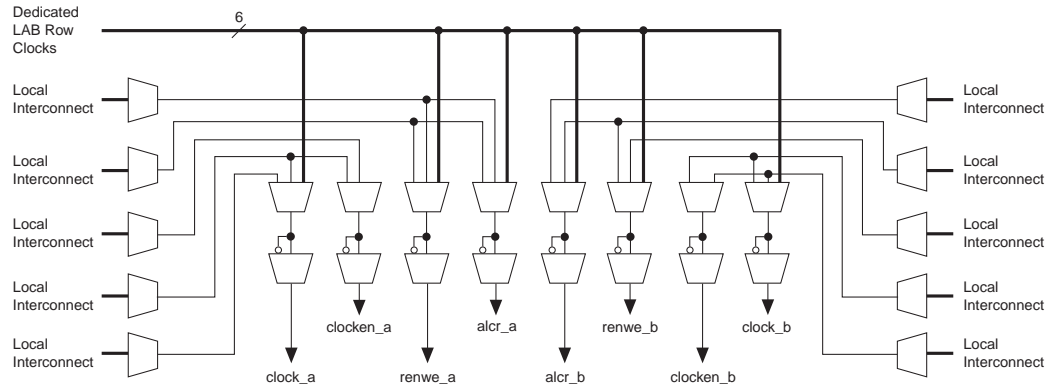 Dedicated
LAB Row
Clocks
6
Local
Interconnect
Local
Interconnect
Local
Interconnect
Local
Interconnect
Local
Interconnect
Local
Interconnect
Local
Interconnect
Local
Interconnect
Local
Interconnect
Local
Interconnect
clocken_a
alcr_a
renwe_b
clock_b
clock_a
renwe_a
alcr_b
clocken_b